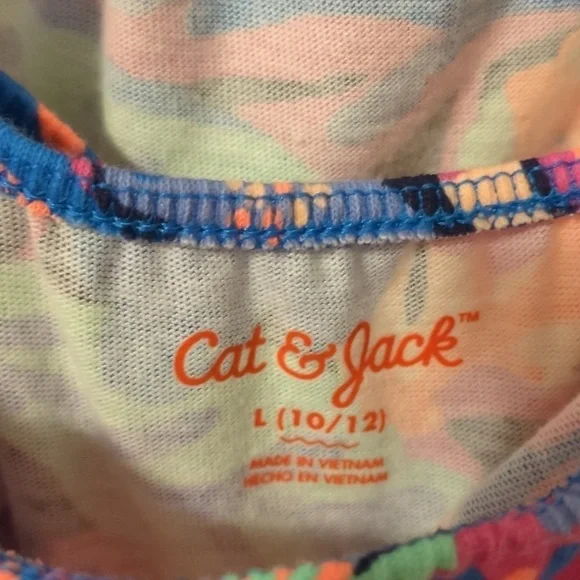 Cat & Jack™
L (10/12)
MADE IN VIETNAM
HECHO EN VIETNAM